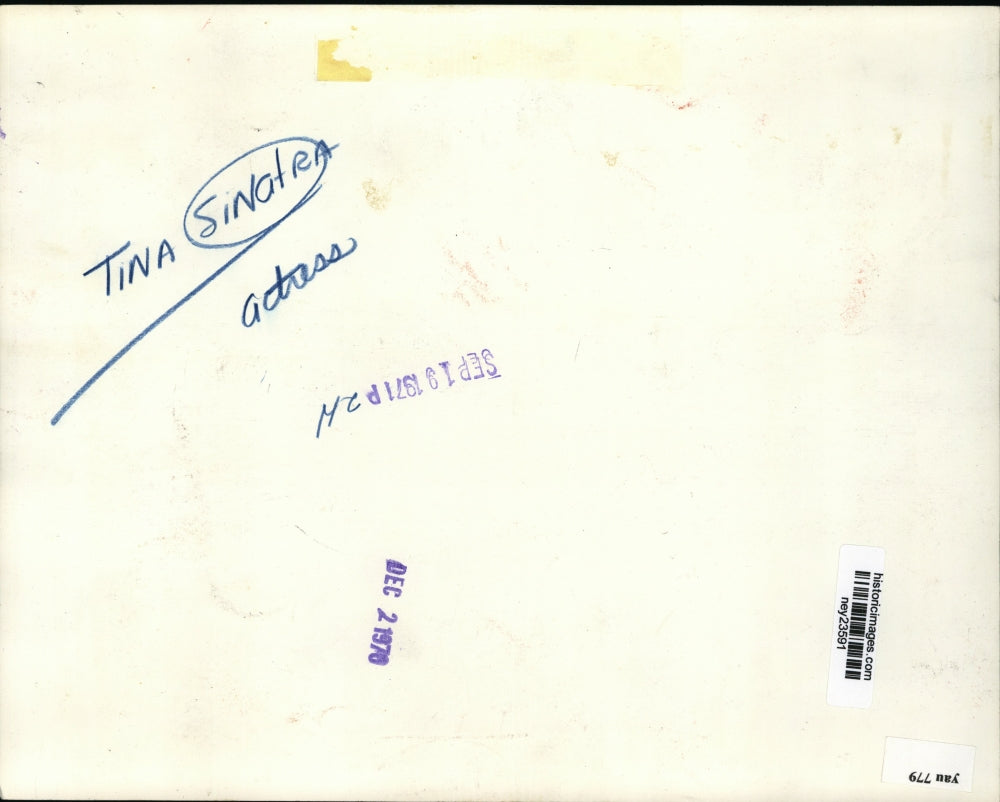 TINA SINAtRA
actress
SEP 19 1971 P
DEC 2 1970
historicimages.com
ney23591
yau 779